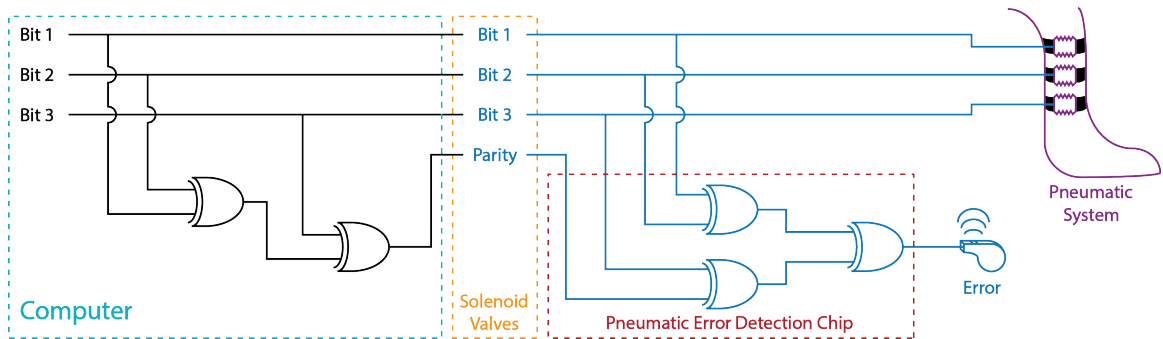 Bit 1
Bit 2
Bit 3
Computer
Bit 1
Bit 2
Bit 3
Parity
Solenoid
Valves
Pneumatic Error Detection Chip
Error
Pneumatic
System